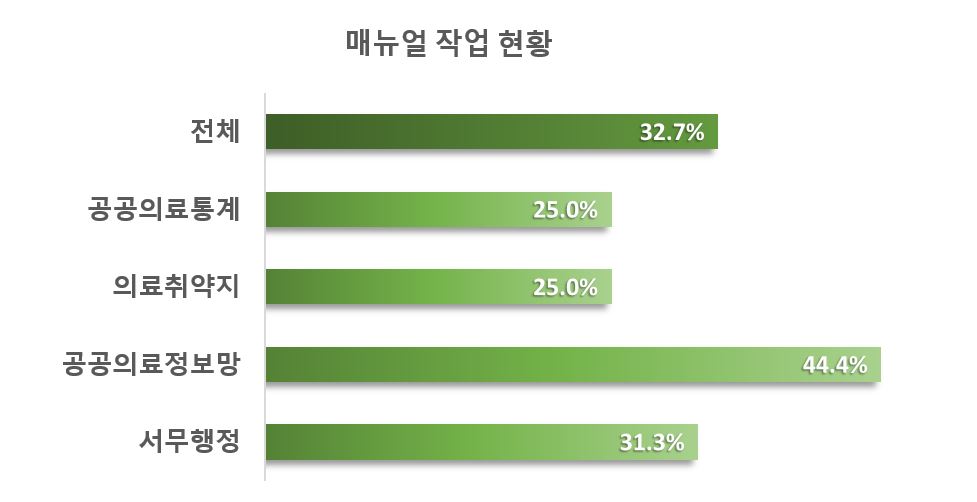 매뉴얼 작업 현황
전체
32.7%
공공의료통계
25.0%
의료취약지
25.0%
공공의료정보망
44.4%
서무행정
31.3%